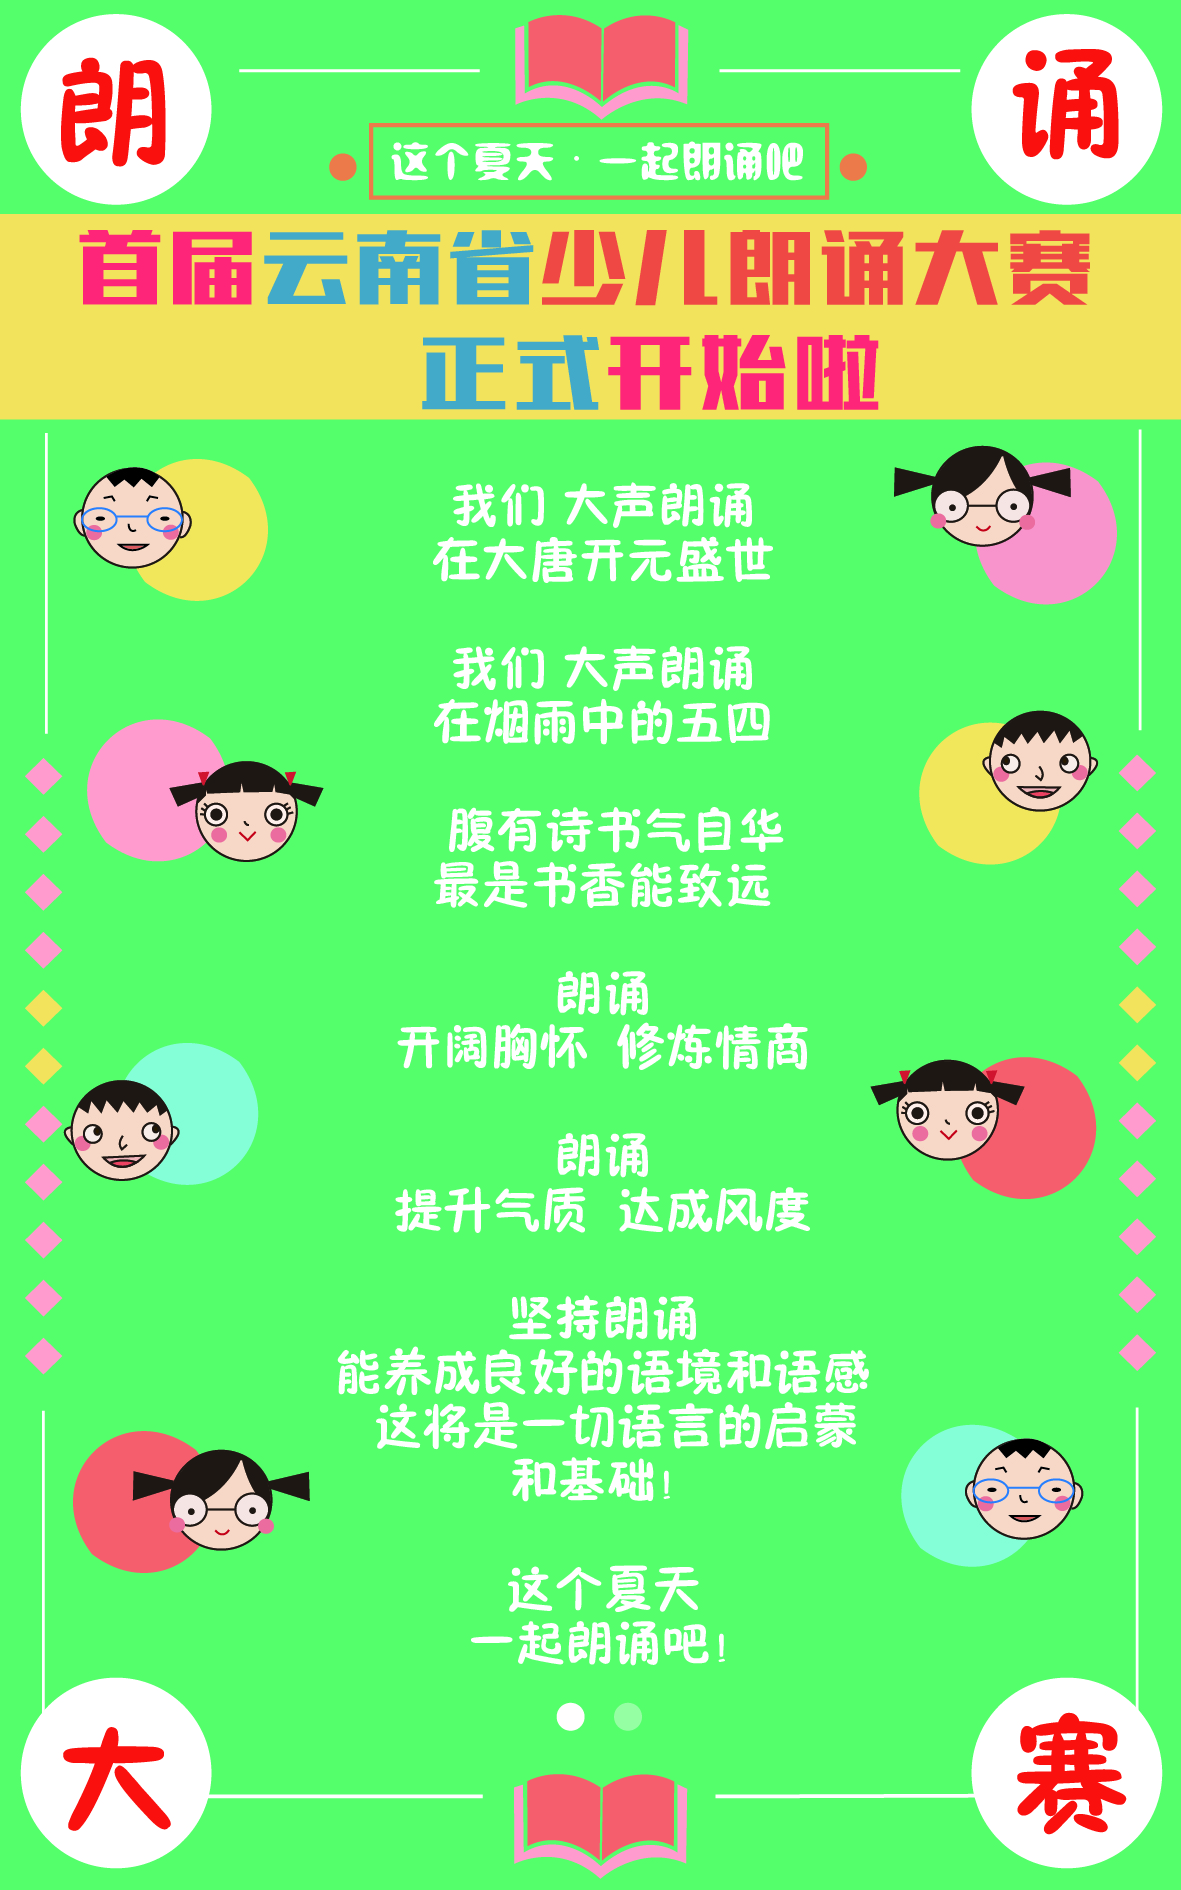 朗
诵
这个夏天·一起朗诵吧
首届云南省少儿朗诵大赛
正式开始啦
我们 大声朗诵
在大唐开元盛世
我们 大声朗诵
在烟雨中的五四
腹有诗书气自华
最是书香能致远
朗诵
开阔胸怀 修炼情商
朗诵
提升气质 达成风度
坚持朗诵
能养成良好的语境和语感
这将是一切语言的启蒙
和基础!
这个夏天
一起朗诵吧!
大
赛